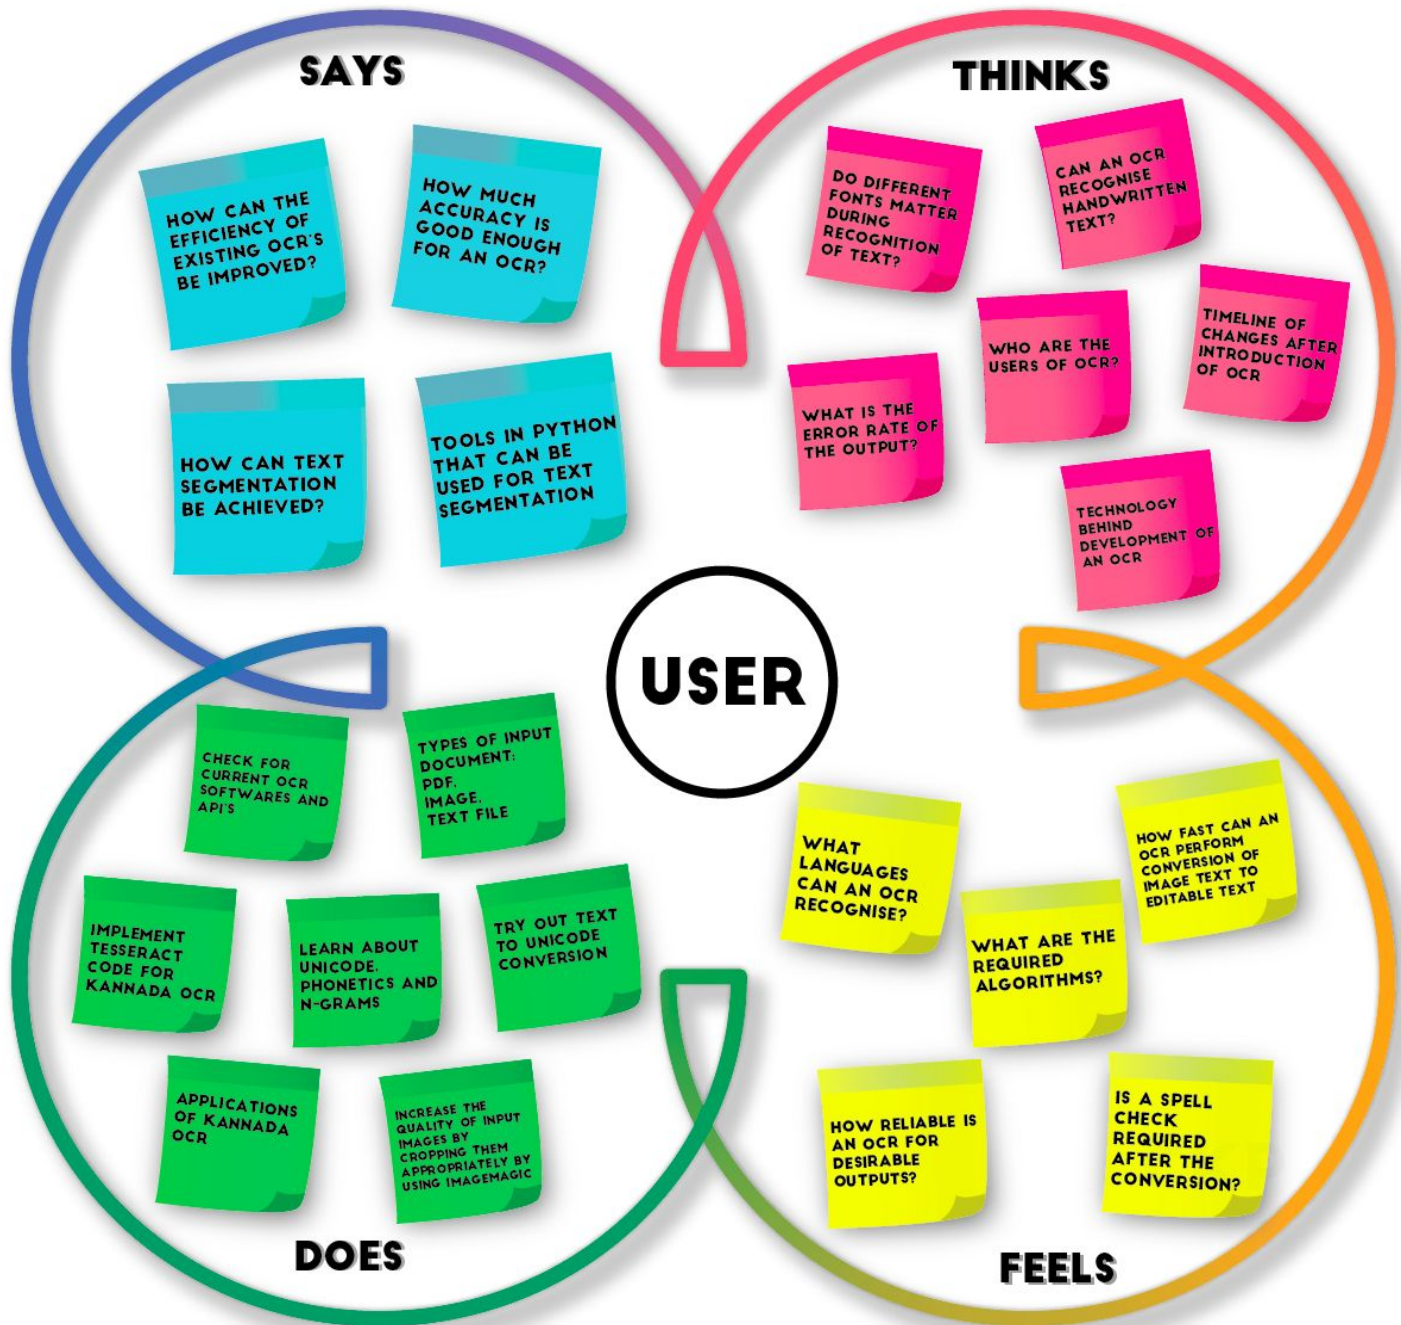 SAYS
HOW CAN THE
EFFICIENCY OF
EXISTING OCR'S
BE IMPROVED?
HOW MUCH
ACCURACY IS
GOOD ENOUGH
FOR AN OCR?
HOW CAN TEXT
SEGMENTATION
BE ACHIEVED?
TOOLS IN PYTHON
THAT CAN BE
USED FOR TEXT
SEGMENTATION
THINKS
DO DIFFERENT
FONTS MATTER
DURING
RECOGNITION
OF TEXT?
CAN AN OCR
RECOGNISE
HANDWRITTEN
TEXT?
WHO ARE THE
USERS OF OCR?
TIMELINE OF
CHANGES AFTER
INTRODUCTION
OF OCR
WHAT IS THE
ERROR RATE OF
THE OUTPUT?
TECHNOLOGY
BEHIND
DEVELOPMENT OF
AN OCR
USER
CHECK FOR
CURRENT OCR
SOFTWARES AND
API'S
TYPES OF INPUT
DOCUMENT:
PDF,
IMAGE,
TEXT FILE
IMPLEMENT
TESSERACT
CODE FOR
KANNADA OCR
LEARN ABOUT
UNICODE,
PHONETICS AND
N-GRAMS
TRY OUT TEXT
TO UNICODE
CONVERSION
APPLICATIONS
OF KANNADA
OCR
INCREASE THE
QUALITY OF INPUT
IMAGES BY
CROPPING THEM
APPROPRIATELY BY
USING IMAGEMAGIC
DOES
WHAT
LANGUAGES
CAN AN OCR
RECOGNISE?
HOW FAST CAN AN
OCR PERFORM
CONVERSION OF
IMAGE TEXT TO
EDITABLE TEXT
WHAT ARE THE
REQUIRED
ALGORITHMS?
HOW RELIABLE IS
AN OCR FOR
DESIRABLE
OUTPUTS?
IS A SPELL
CHECK
REQUIRED
AFTER THE
CONVERSION?
FEELS